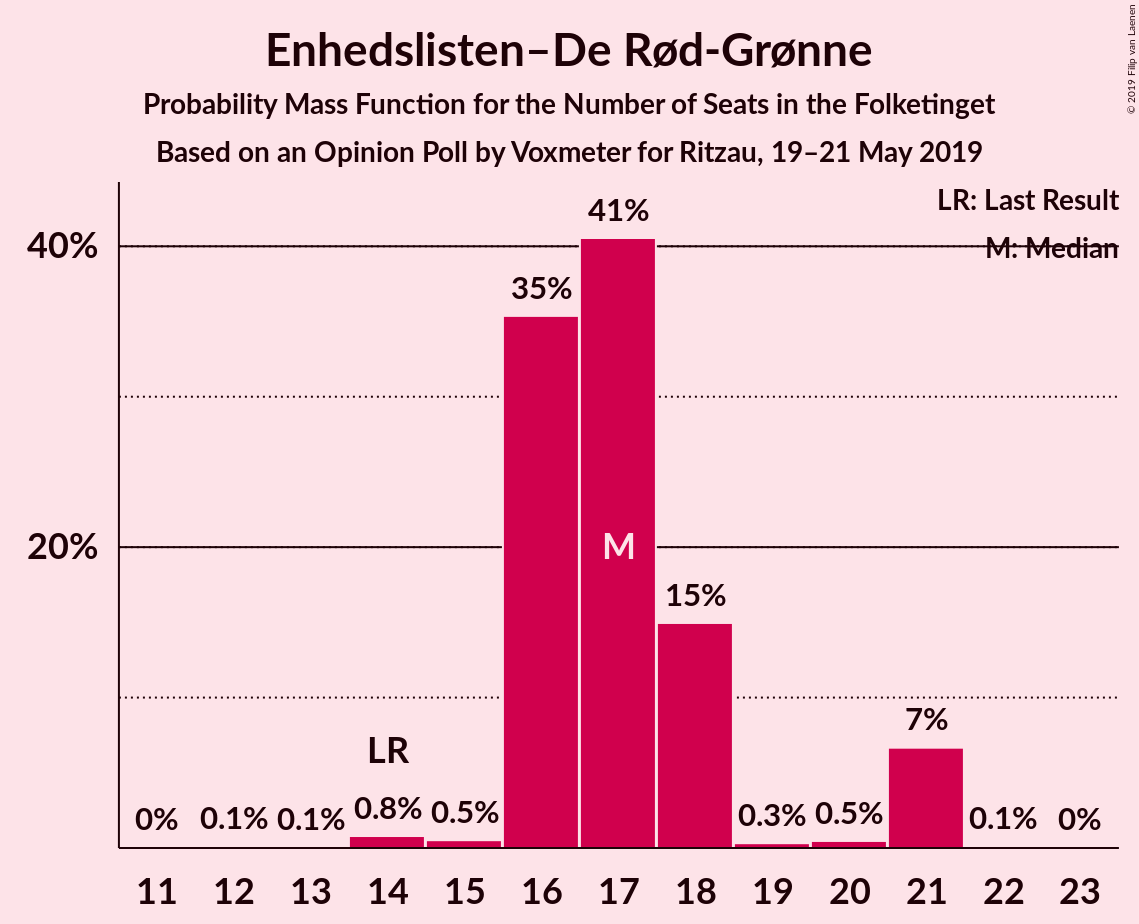 Enhedslisten–De Rød-Grønne
Probability Mass Function for the Number of Seats in the Folketinget
Based on an Opinion Poll by Voxmeter for Ritzau, 19–21 May 2019
© 2019 Filip van Laenen
LR: Last Result
M: Median
40%
20%
0%
0.1%
0.1%
LR
0.8%
0.5%
35%
41%
M
15%
0.3%
0.5%
7%
0.1%
0%
11 12 13 14 15 16 17 18 19 20 21 22 23